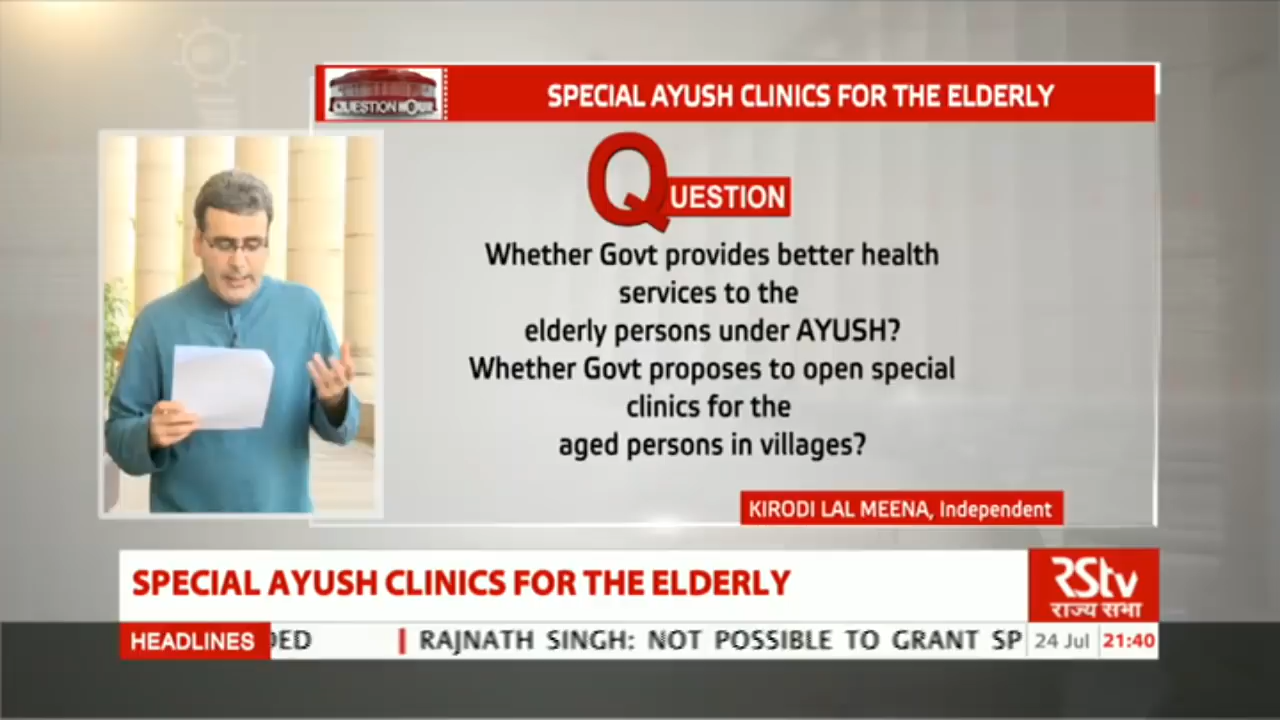 QUESTION HOUR
SPECIAL AYUSH CLINICS FOR THE ELDERLY
QUESTION
Whether Govt provides better health
services to the
elderly persons under AYUSH?
Whether Govt proposes to open special
clinics for the
aged persons in villages?
KIRODI LAL MEENA, Independent
SPECIAL AYUSH CLINICS FOR THE ELDERLY
RStv
राज्य सभा
HEADLINES DED | RAJNATH SINGH: NOT POSSIBLE TO GRANT SP 24 Jul 21:40